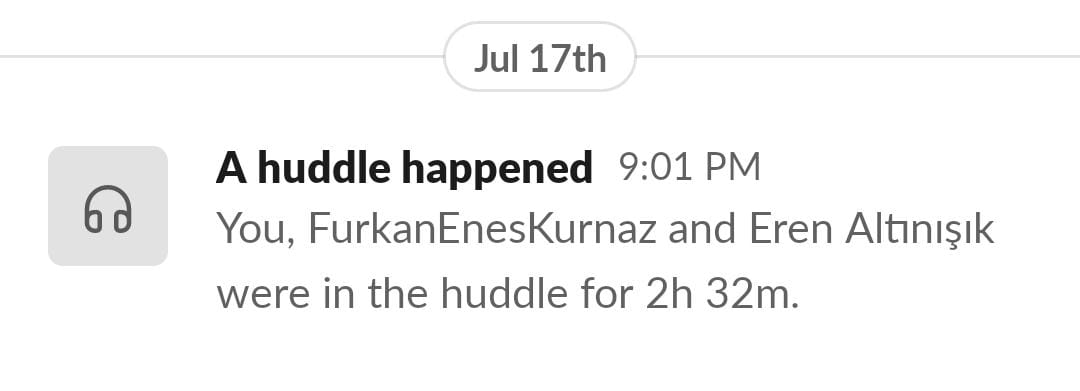 Jul 17th
A huddle happened 9:01 PM
You, FurkanEnesKurnaz and Eren Altınışık
were in the huddle for 2h 32m.